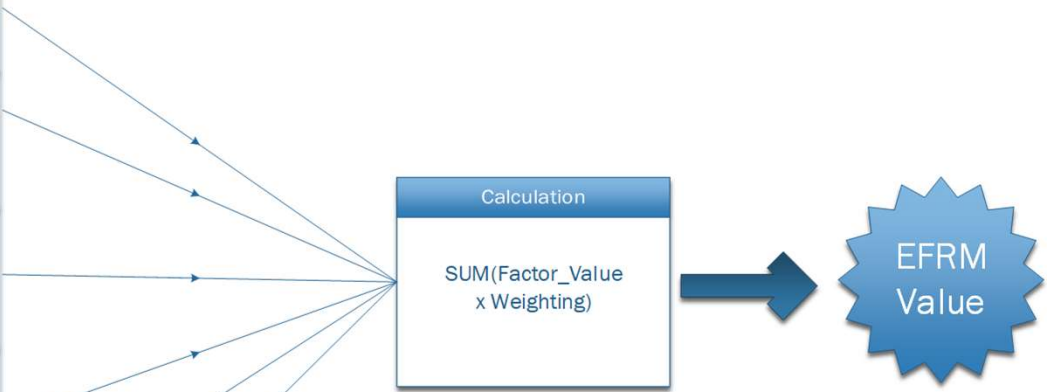 Calculation
SUM(Factor_Value
x Weighting)
EFRM
Value